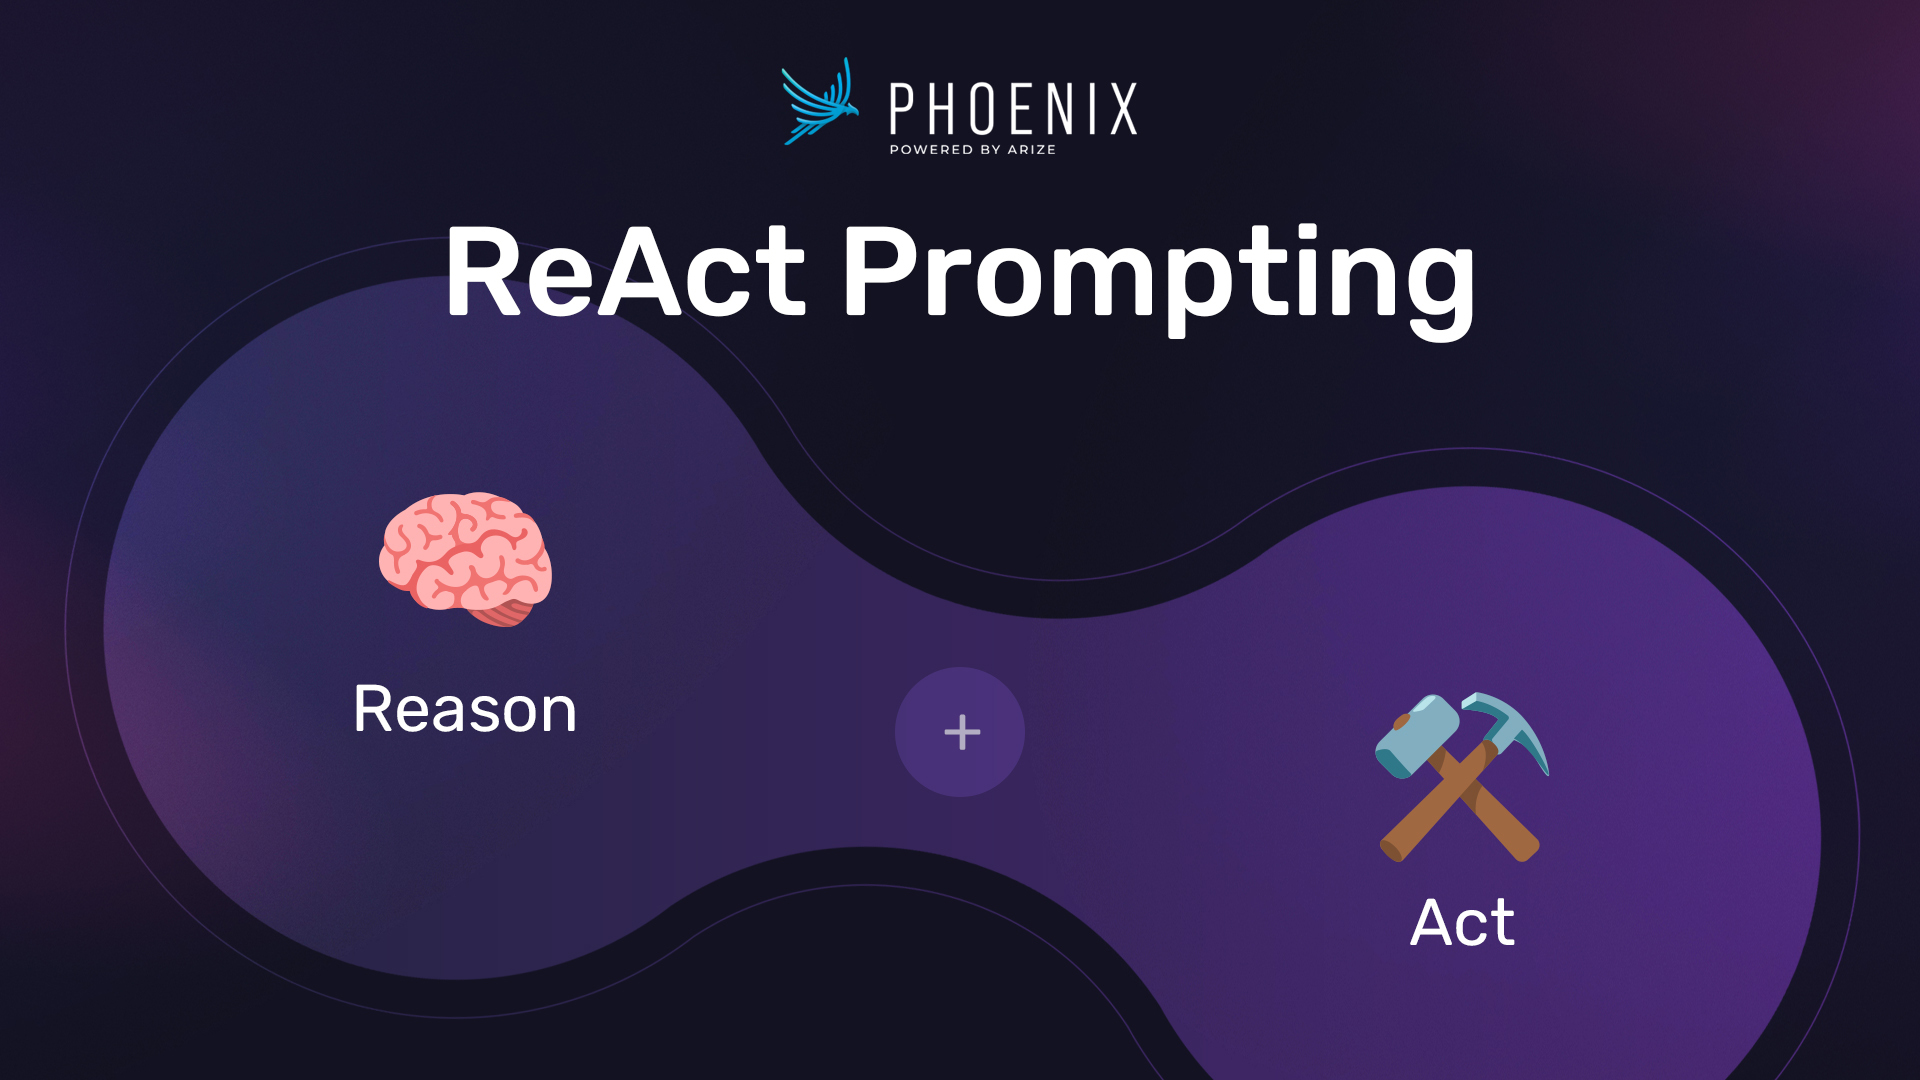 PHOENIX
POWERED BY ARIZE
ReAct Prompting
Reason
+
Act